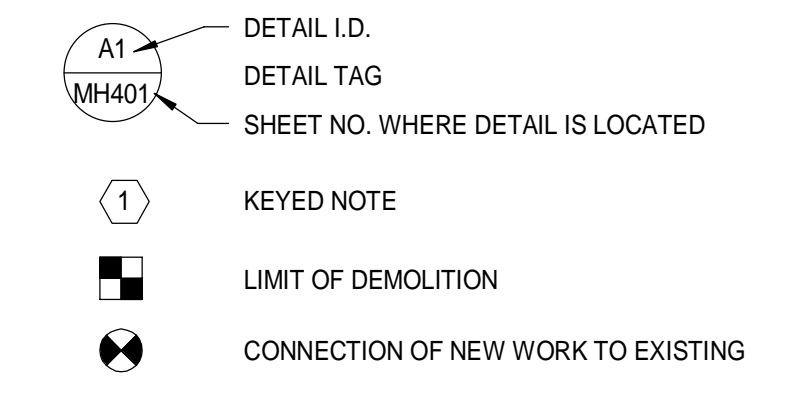 A1
DETAIL I.D.
DETAIL TAG
MH401
SHEET NO. WHERE DETAIL IS LOCATED
1
KEYED NOTE
LIMIT OF DEMOLITION
CONNECTION OF NEW WORK TO EXISTING